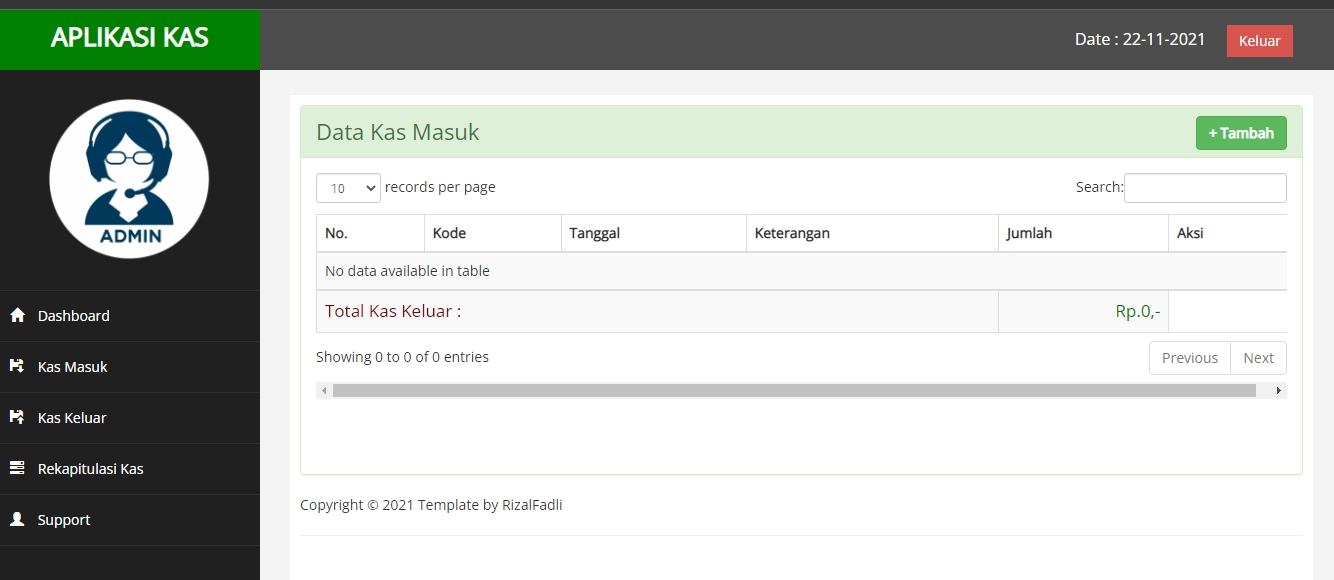 APLIKASI KAS
Date : 22-11-2021 Keluar
ADMIN
Dashboard
Kas Masuk
Kas Keluar
Rekapitulasi Kas
Support
Data Kas Masuk
+ Tambah
10 records per page
Search:
No. Kode Tanggal Keterangan Jumlah Aksi
No data available in table
Total Kas Keluar : Rp.0,-
Showing 0 to 0 of 0 entries
Previous Next
Copyright © 2021 Template by RizalFadli